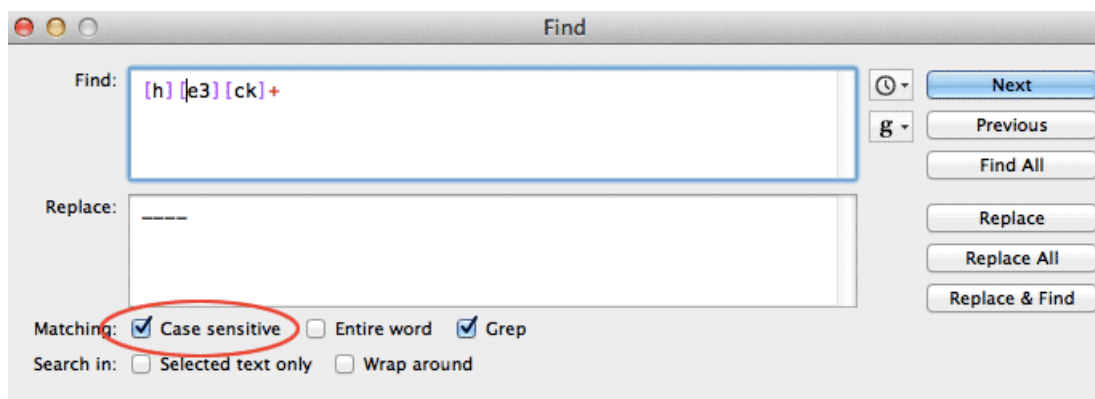 Find
Find:
[h][e3][ck]+
g
Next
Previous
Find All
Replace:
____
Replace
Replace All
Replace & Find
Matching: Case sensitive Entire word Grep
Search in: Selected text only Wrap around